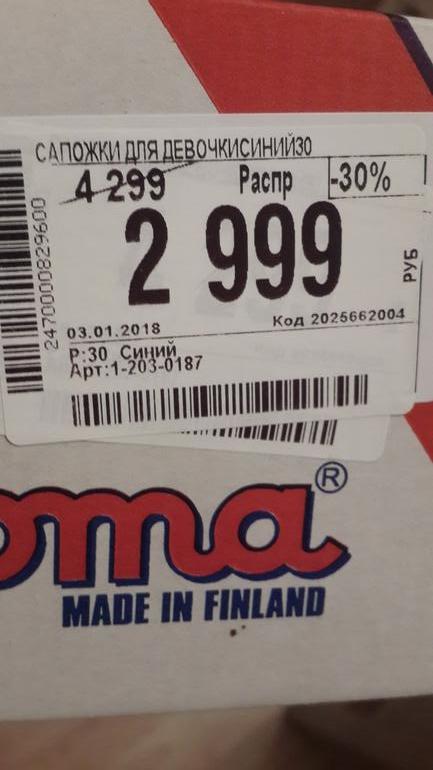 САПОЖКИ ДЛЯ ДЕВОЧКИСИНИЙ30
4 299 Распр -30%
2 999
РУБ
03.01.2018 Код 2025662004
Р:30 Синий
Арт:1-203-0187
2470000829600
oma®
MADE IN FINLAND